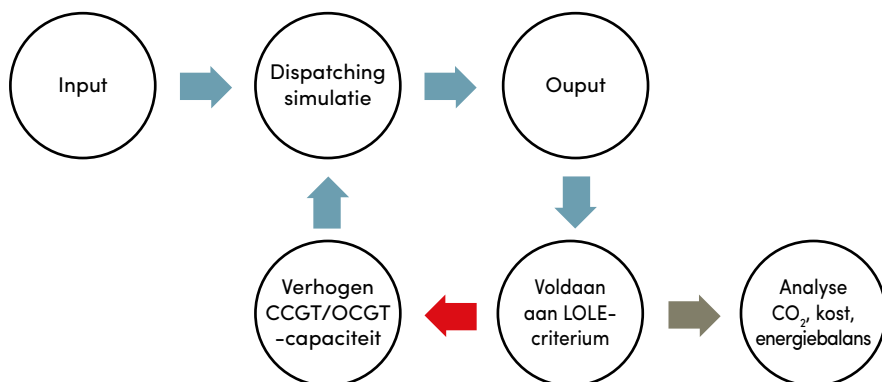 Input
Dispatching
simulatie
Ouput
Verhogen
CCGT/OCGT
-capaciteit
Voldaan
aan LOLE-
criterium
Analyse
CO₂, kost,
energiebalans